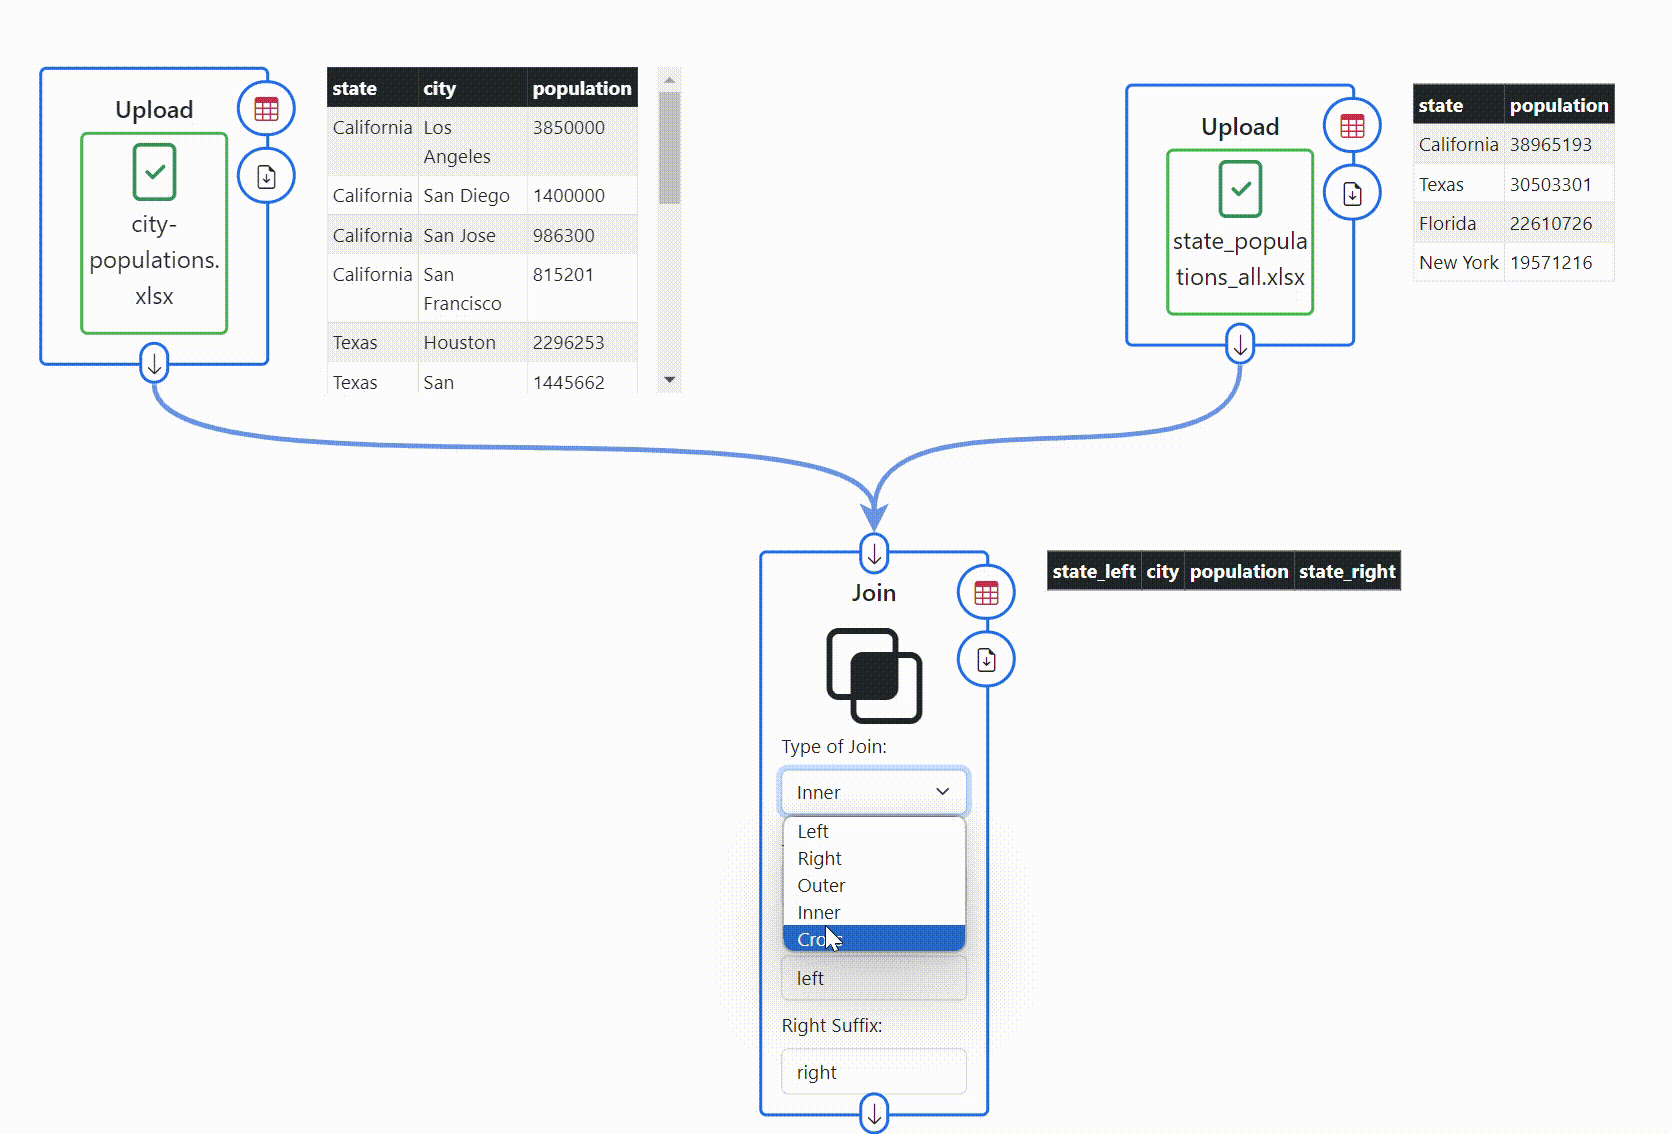 Upload
city-
populations.
xlsx
state city population
California Los Angeles 3850000
California San Diego 1400000
California San Jose 986300
California San Francisco 815201
Texas Houston 2296253
Texas San 1445662
Upload
state_popula
tions_all.xlsx
state population
California 38965193
Texas 30503301
Florida 22610726
New York 19571216
Join
state_left city population state_right
Type of Join:
Inner
Left
Right
Outer
Inner
left
Right Suffix:
right